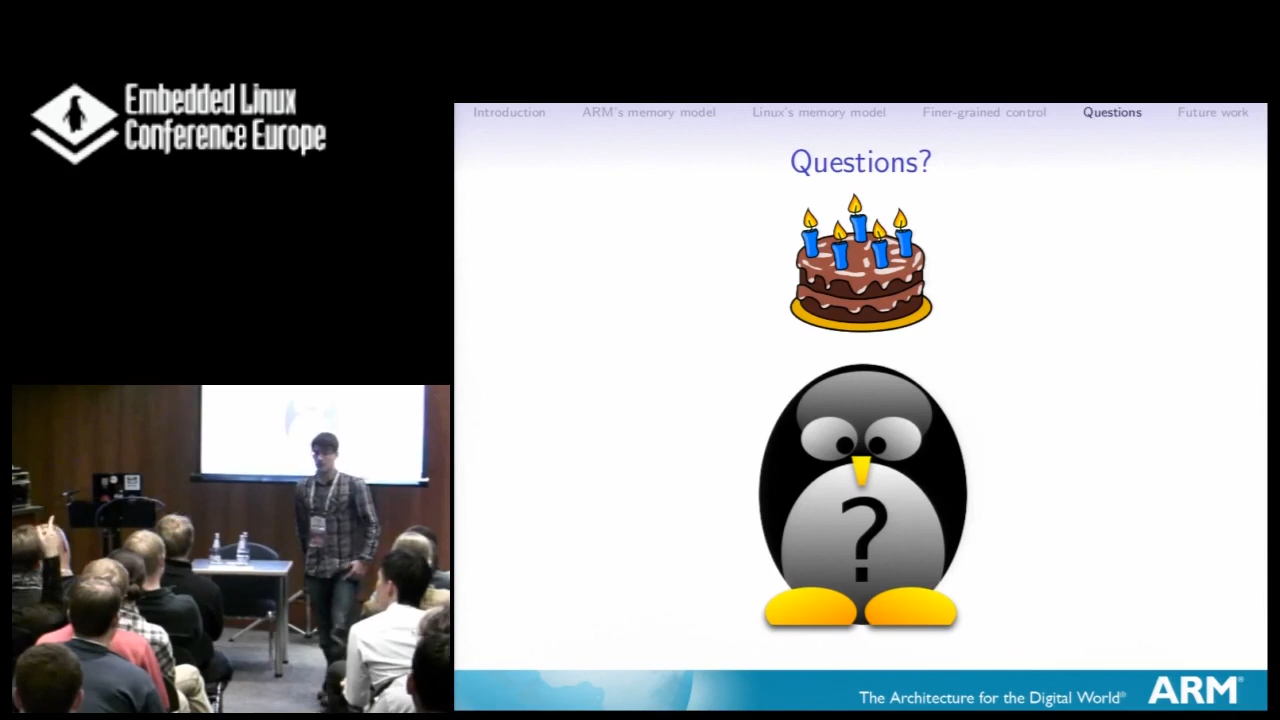 Embedded Linux
Conference Europe
Introduction ARM's memory model Linux's memory model Finer-grained control Questions Future work
Questions?
?
The Architecture for the Digital World® ARM®